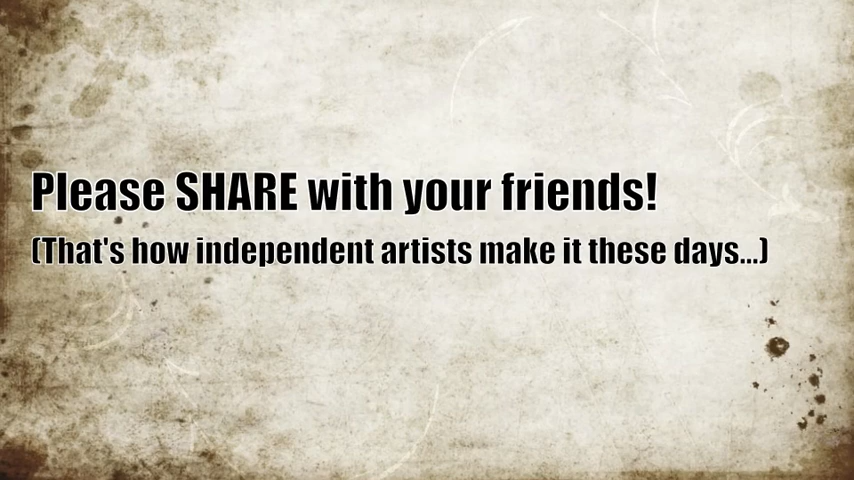 Please SHARE with your friends!
(That's how independent artists make it these days...)